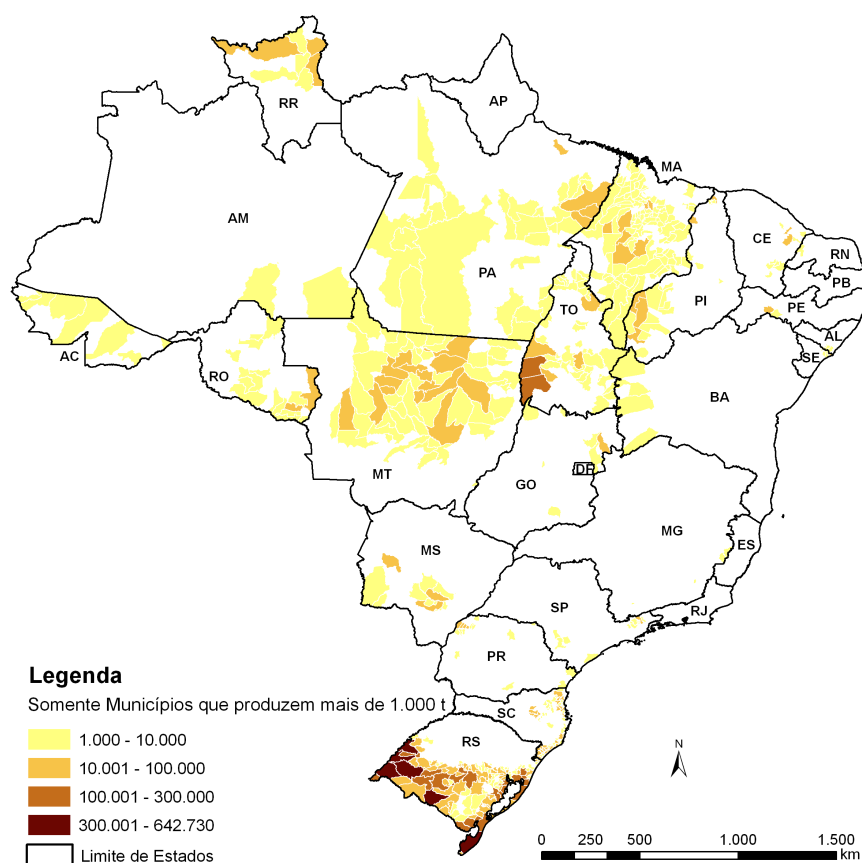 RR
AP
AM
PA
MA
CE
RN
PB
PE
AL
SE
PI
TO
AC
RO
BA
MT
DF
GO
MG
ES
MS
SP
RJ
PR
SC
RS
Legenda
Somente Municípios que produzem mais de 1.000 t
1.000 - 10.000
10.001 - 100.000
100.001 - 300.000
300.001 - 642.730
Limite de Estados
N
0 250 500 1.000 1.500
km